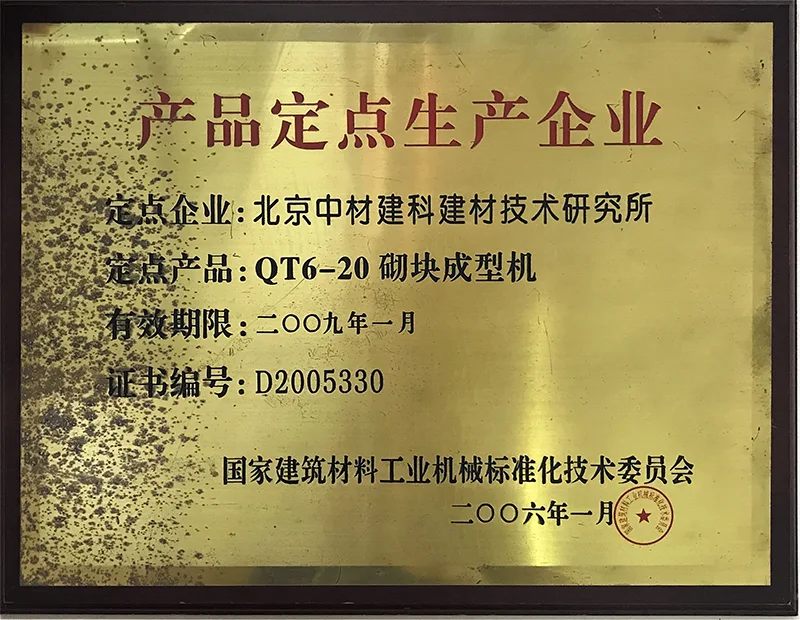 产品定点生产企业
定点企业:北京中材建科建材技术研究所
定点产品:QT6-20 砌块成型机
有效期限:二〇〇九年一月
证书编号:D2005330
国家建筑材料工业机械标准化技术委员会
二〇〇六年一月